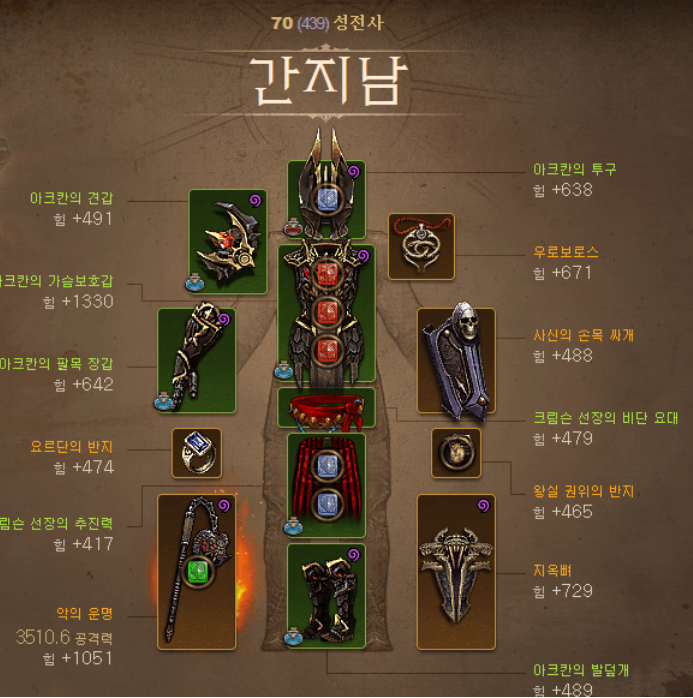 70 (439) 성전사
간지남
아크칸의 투구
힘 +638
아크칸의 견갑
힘 +491
우로보로스
힘 +671
크칸의 가슴보호갑
힘 +1330
사신의 손목 싸개
힘 +488
아크칸의 팔목 장갑
힘 +642
크림슨 선장의 비단 요대
힘 +479
요르단의 반지
힘 +474
왕실 권위의 반지
힘 +465
림슨 선장의 추진력
힘 +417
지옥뼈
힘 +729
악의 운명
3510.6 공격력
힘 +1051
아크칸의 발덮개
힘 +489